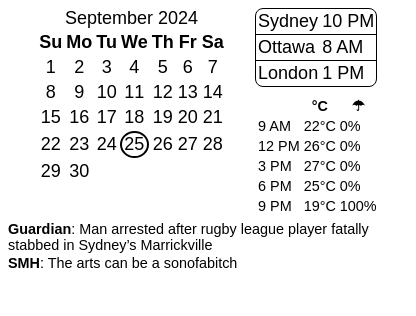 September 2024
Su Mo Tu We Th Fr Sa
1 2 3 4 5 6 7
8 9 10 11 12 13 14
15 16 17 18 19 20 21
22 23 24 25 26 27 28
29 30
Sydney 10 PM
Ottawa 8 AM
London 1 PM
°C ☂
9 AM 22°C 0%
12 PM 26°C 0%
3 PM 27°C 0%
6 PM 25°C 0%
9 PM 19°C 100%
Guardian: Man arrested after rugby league player fatally
stabbed in Sydney’s Marrickville
SMH: The arts can be a sonofabitch